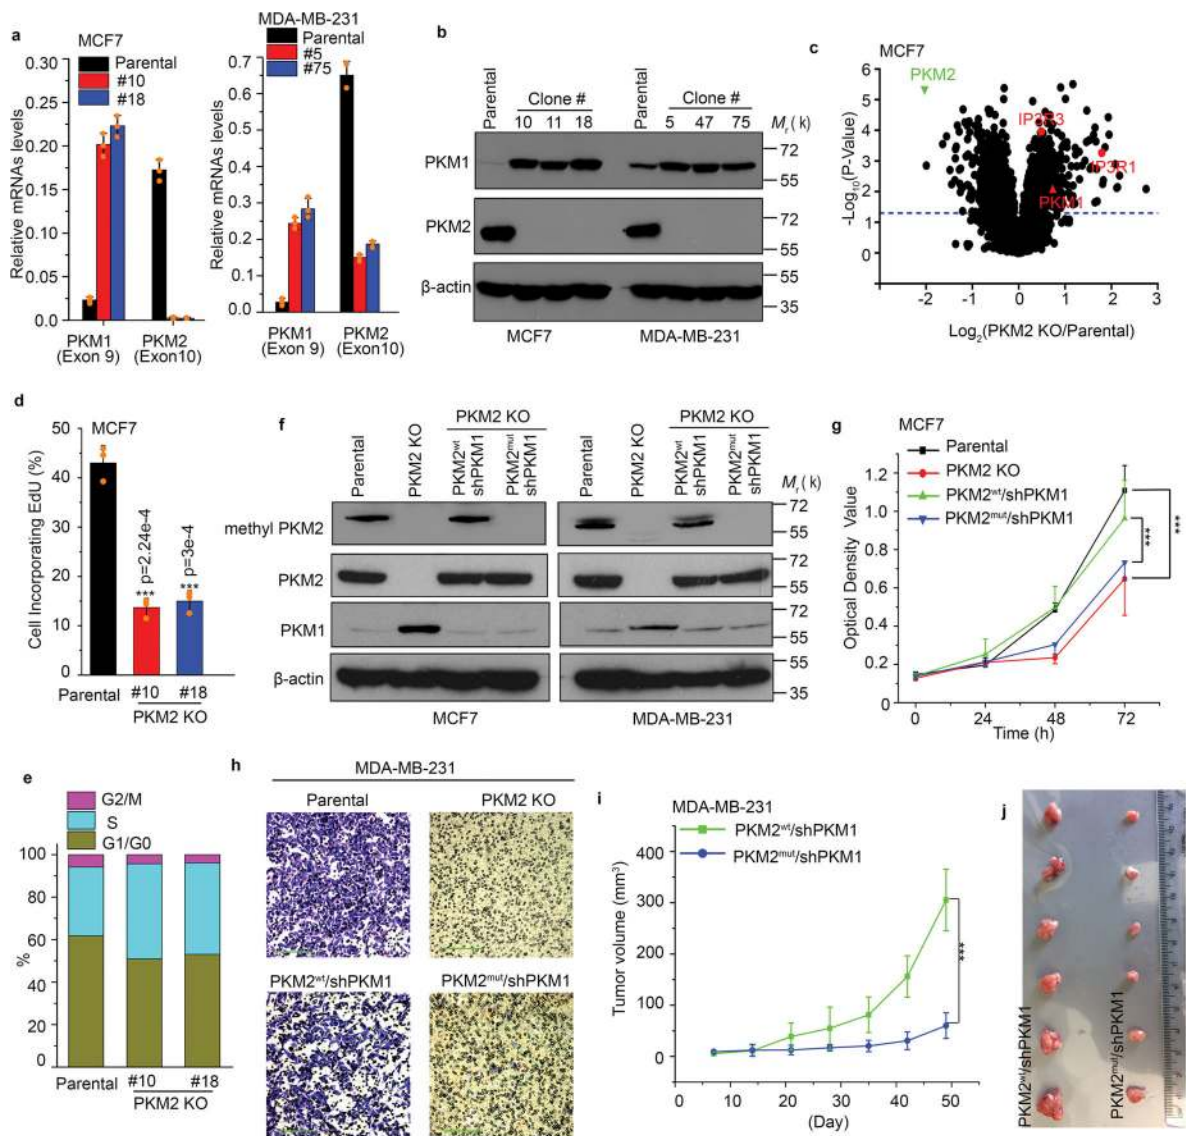 a
MCF7
Parental
#10
#18
Relative mRNAs levels
0.30
0.25
0.20
0.15
0.10
0.05
0.0
PKM1
(Exon 9)
PKM2
(Exon10)
MDA-MB-231
Parental
#5
#75
Relative mRNAs levels
0.7
0.6
0.5
0.4
0.3
0.2
0.1
0.0
PKM1
(Exon 9)
PKM2
(Exon10)
b
Parental
Clone #
10 11 18
Parental
Clone #
5 47 75
Mr(k)
PKM1
72
55
PKM2
72
55
β-actin
55
35
MCF7
MDA-MB-231
c
MCF7
PKM2
IP3R3
IP3R1
PKM1
-Log10(P-Value)
6
5
4
3
2
1
0
-2 -1 0 1 2 3
Log2(PKM2 KO/Parental)
d
MCF7
Cell Incorporating EdU (%)
50
40
30
20
10
0
p=2.24e-4
***
p=3e-4
***
Parental
#10 #18
PKM2 KO
e
G2/M
S
G1/G0
%
100
80
60
40
20
0
Parental
#10 #18
PKM2 KO
f
Parental
PKM2 KO
PKM2 KO
PKM2wt
shPKM1
PKM2mut
shPKM1
Parental
PKM2 KO
PKM2 KO
PKM2wt
shPKM1
PKM2mut
shPKM1
Mr(k)
methyl PKM2
72
55
PKM2
72
55
PKM1
72
55
β-actin
55
35
MCF7
MDA-MB-231
g
MCF7
Parental
PKM2 KO
PKM2wt/shPKM1
PKM2mut/shPKM1
Optical Density Value
1.2
1.0
0.8
0.6
0.4
0.2
0.0
0 24 48 72
Time (h)
***
***
h
MDA-MB-231
Parental
PKM2 KO
PKM2wt/shPKM1
PKM2mut/shPKM1
i
MDA-MB-231
PKM2wt/shPKM1
PKM2mut/shPKM1
Tumor volume (mm3)
400
300
200
100
0
0 10 20 30 40 50
(Day)
***
j
PKM2wt/shPKM1
PKM2mut/shPKM1